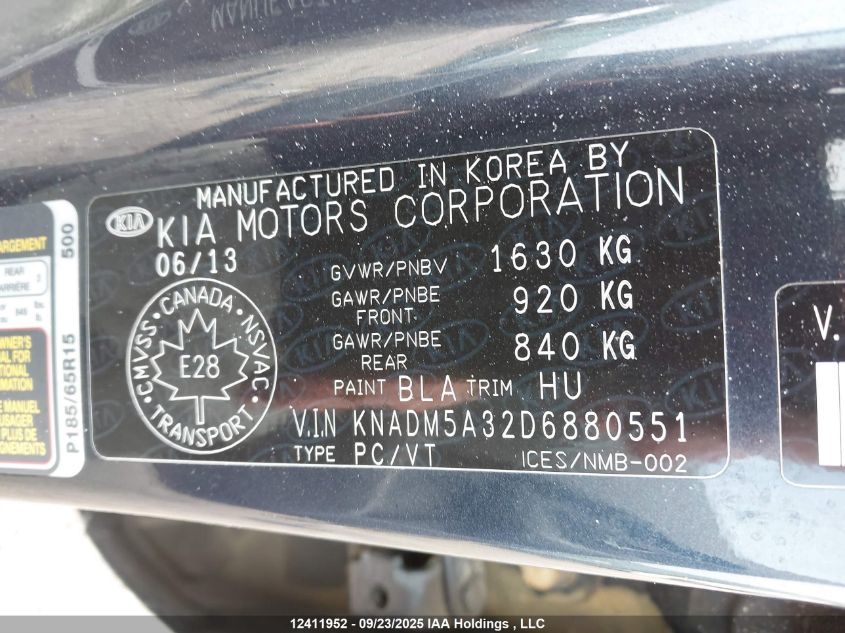 MANUFACTURED IN KOREA BY
KIA KIA MOTORS CORPORATION
06/13
GVWR/PNBV 1630 KG
GAWR/PNBE FRONT 920 KG
GAWR/PNBE REAR 840 KG
PAINT BLA TRIM HU
V.I.N KNADM5A32D6880551
TYPE PC/VT ICES/NMB-002
CANADA
CMVSS NSVAC
E28
TRANSPORT
500
P185/65R15
REAR
V.
12411952 - 09/23/2025 IAA Holdings , LLC